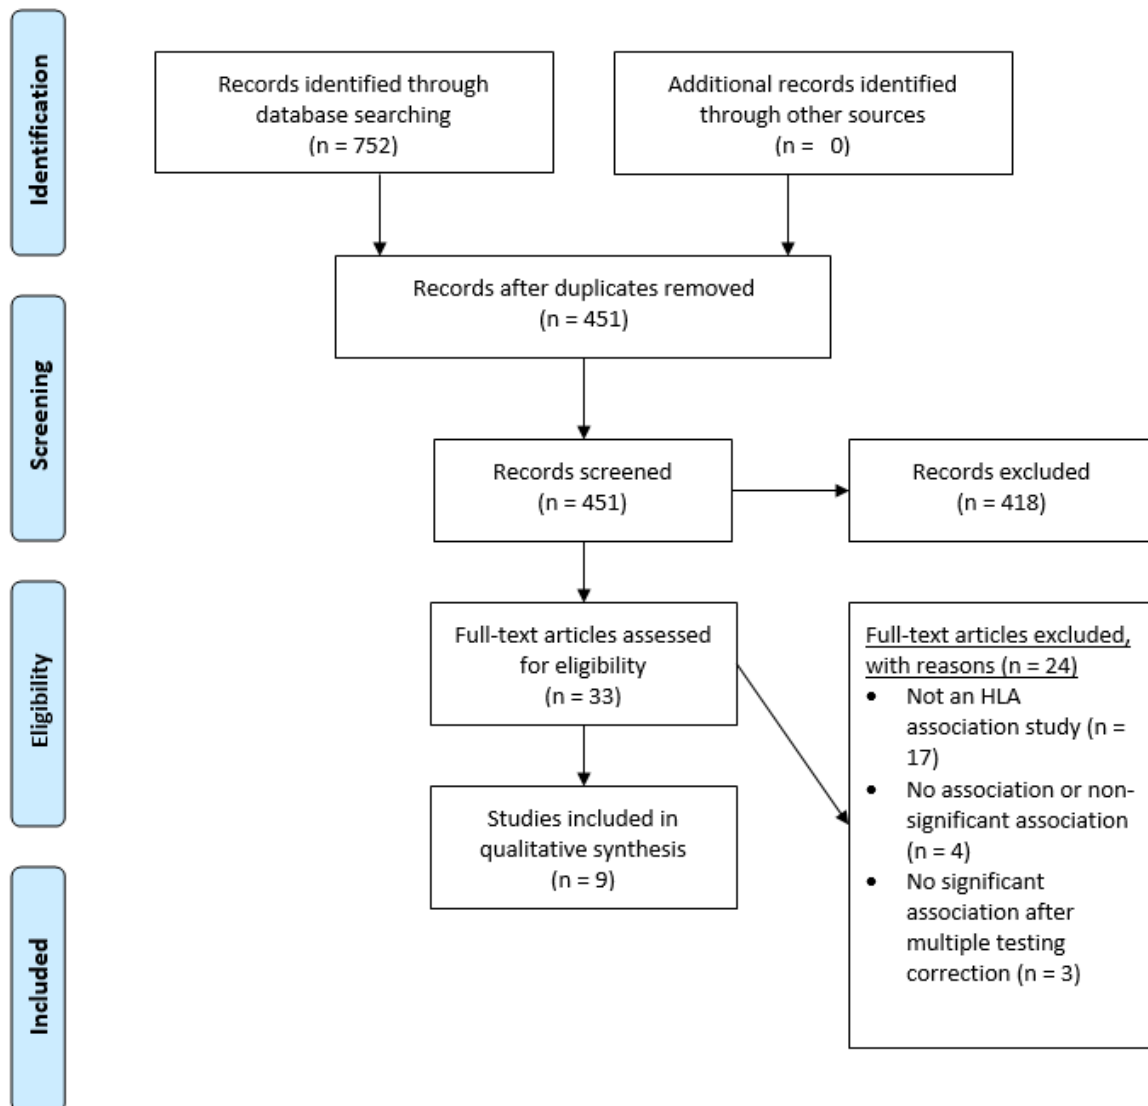 Identification
Records identified through
database searching
(n = 752)
Additional records identified
through other sources
(n =   0)
Records after duplicates removed
(n = 451)
Screening
Records screened
(n = 451)
Records excluded
(n = 418)
Eligibility
Full-text articles assessed
for eligibility
(n = 33)
Full-text articles excluded,
with reasons (n = 24)
• Not an HLA
association study (n =
17)
• No association or non-
significant association
(n = 4)
• No significant
association after
multiple testing
correction (n = 3)
Studies included in
qualitative synthesis
(n = 9)
Included